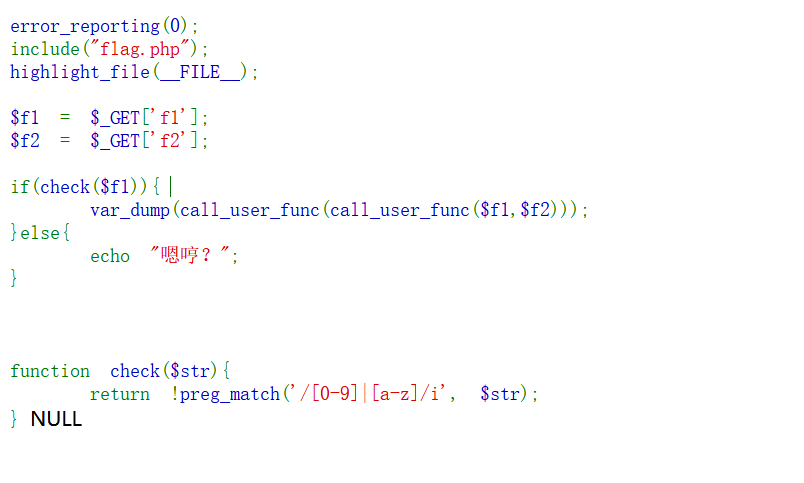 error_reporting(0);
include("flag.php");
highlight_file(__FILE__);
$f1 = $_GET['f1'];
$f2 = $_GET['f2'];
if(check($f1)){
var_dump(call_user_func(call_user_func($f1,$f2)));
}else{
echo "嗯哼？";
}
function check($str){
return !preg_match('/[0-9]|[a-z]/i', $str);
} NULL